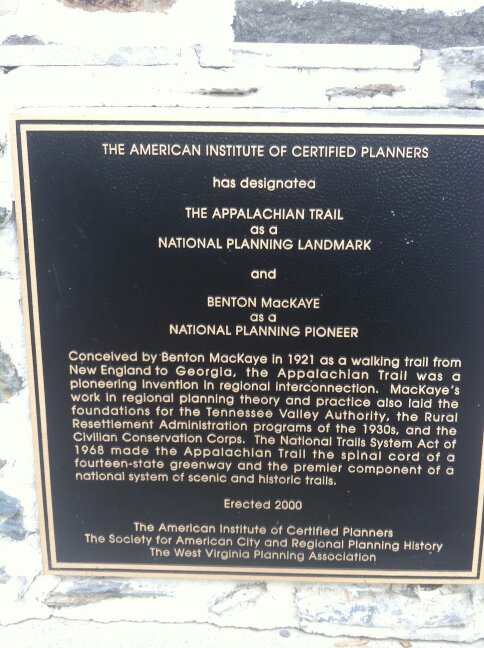 THE AMERICAN INSTITUTE OF CERTIFIED PLANNERS
has designated
THE APPALACHIAN TRAIL
as a
NATIONAL PLANNING LANDMARK
and
BENTON MacKAYE
as a
NATIONAL PLANNING PIONEER
Conceived by Benton MacKaye in 1921 as a walking trail from
New England to Georgia, the Appalachian Trail was a
pioneering invention in regional interconnection. MacKaye's
work in regional planning theory and practice also laid the
foundations for the Tennessee Valley Authority, the Rural
Resettlement Administration programs of the 1930s, and the
Civilian Conservation Corps. The National Trails System Act of
1968 made the Appalachian Trail the spinal cord of a
fourteen-state greenway and the premier component of a
national system of scenic and historic trails.
Erected 2000
The American Institute of Certified Planners
The Society for American City and Regional Planning History
The West Virginia Planning Association